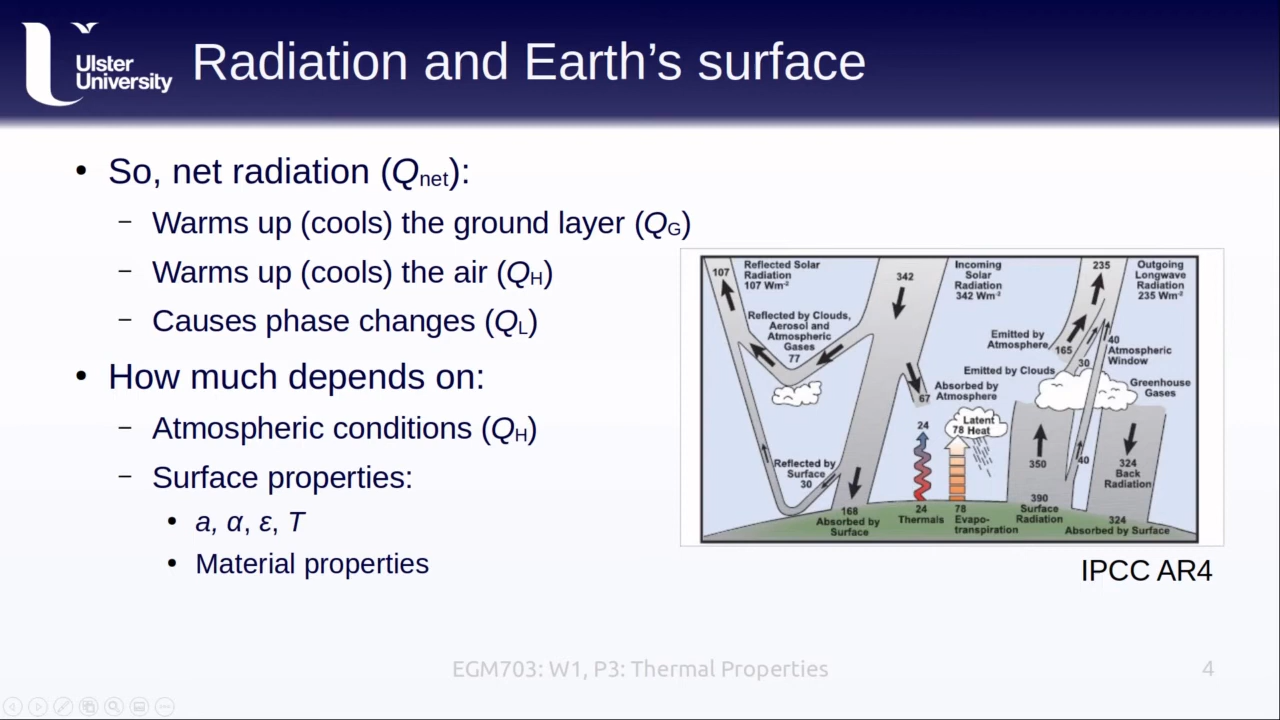 Ulster
University
Radiation and Earth's surface
• So, net radiation (Qnet):
– Warms up (cools) the ground layer (QG)
– Warms up (cools) the air (QH)
– Causes phase changes (QL)
• How much depends on:
– Atmospheric conditions (QH)
– Surface properties:
• a, α, ε, T
• Material properties
107
Reflected Solar
Radiation
107 Wm-2
342
Incoming
Solar
Radiation
342 Wm-2
235
Outgoing
Longwave
Radiation
235 Wm-2
Reflected by Clouds,
Aerosol and
Atmospheric
Gases
77
Emitted by
Atmosphere
165
30
40
Atmospheric
Window
Emitted by Clouds
Greenhouse
Gases
67
Absorbed by
Atmosphere
24
Latent
78 Heat
Reflected by
Surface
30
350
40
324
Back
Radiation
168
Absorbed by
Surface
24
Thermals
78
Evapo-
transpiration
390
Surface
Radiation
324
Absorbed by Surface
IPCC AR4
EGM703: W1, P3: Thermal Properties
4